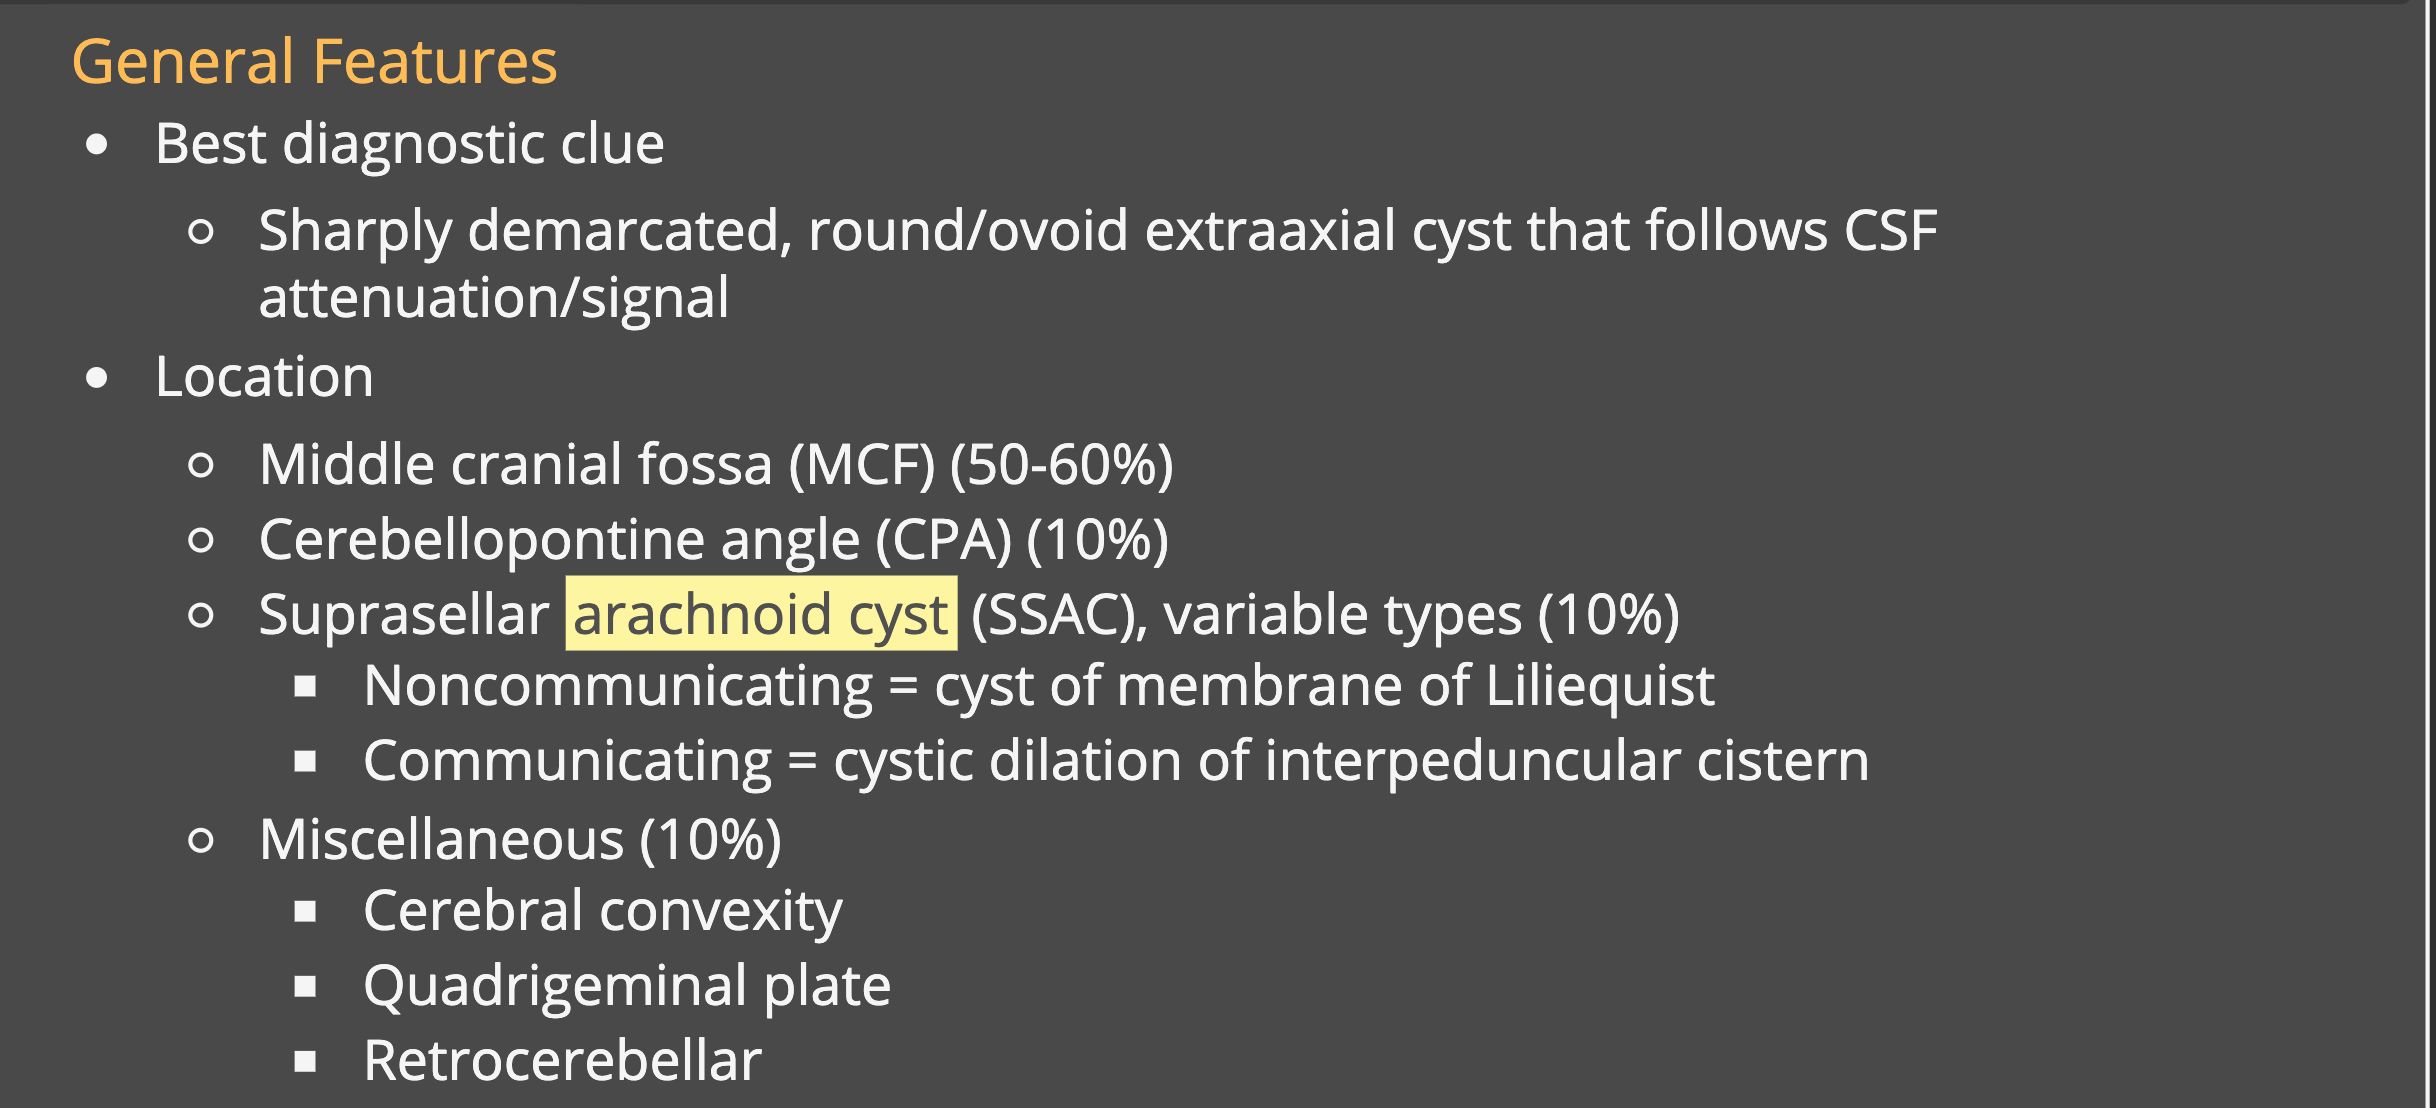 General Features
• Best diagnostic clue
○ Sharply demarcated, round/ovoid extraaxial cyst that follows CSF
attenuation/signal
• Location
○ Middle cranial fossa (MCF) (50-60%)
○ Cerebellopontine angle (CPA) (10%)
○ Suprasellar arachnoid cyst (SSAC), variable types (10%)
▪ Noncommunicating = cyst of membrane of Liliequist
▪ Communicating = cystic dilation of interpeduncular cistern
○ Miscellaneous (10%)
▪ Cerebral convexity
▪ Quadrigeminal plate
▪ Retrocerebellar